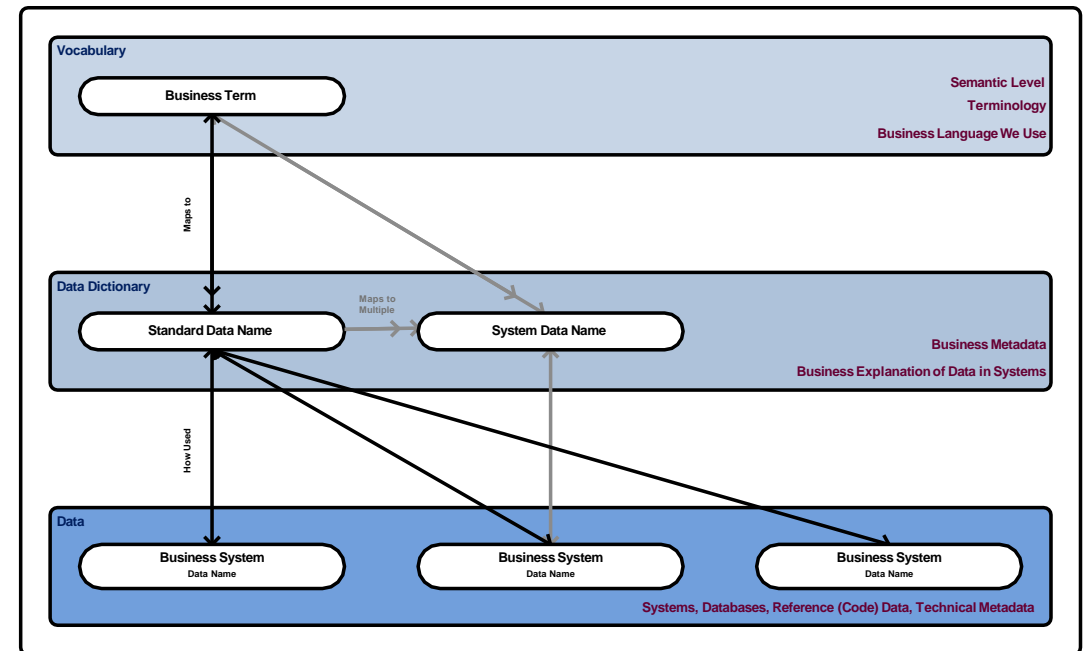 Vocabulary
Business Term
Semantic Level
Terminology
Business Language We Use
Maps to
Data Dictionary
Maps to
Multiple
Standard Data Name
System Data Name
Business Metadata
Business Explanation of Data in Systems
How Used
Data
Business System
Data Name
Business System
Data Name
Business System
Data Name
Systems, Databases, Reference (Code) Data, Technical Metadata